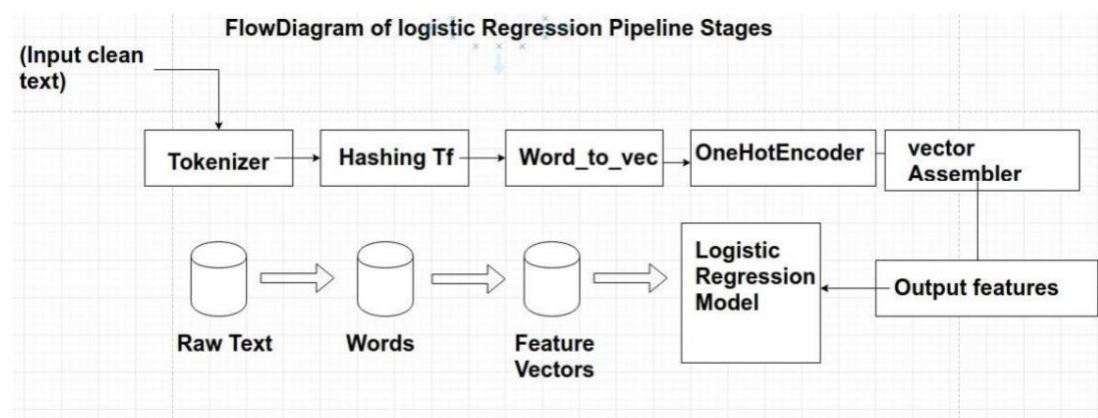 FlowDiagram of logistic Regression Pipeline Stages
(Input clean
text)
Tokenizer
Hashing Tf
Word_to_vec
OneHotEncoder
vector
Assembler
Logistic
Regression
Model
Output features
Raw Text
Words
Feature
Vectors